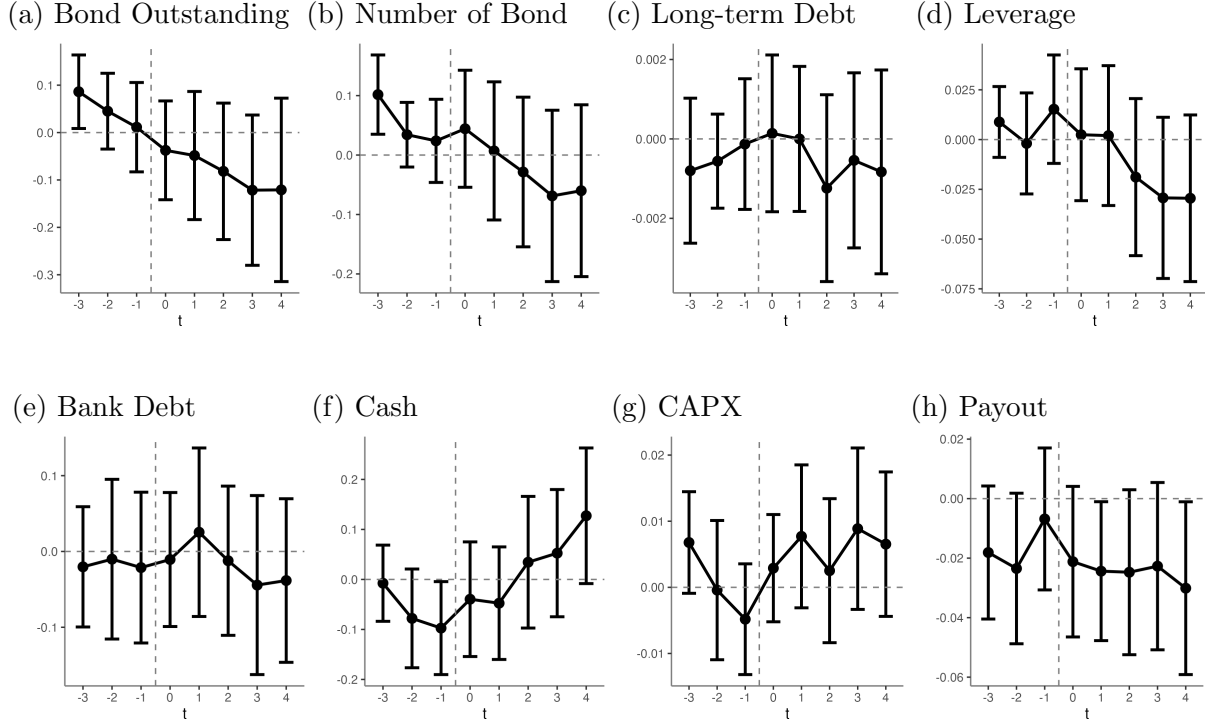 (a) Bond Outstanding
(b) Number of Bond
(c) Long-term Debt
(d) Leverage
0.1
0.0
-0.1
-0.2
-0.3
-3 -2 -1 0 1 2 3 4
t
0.1
0.0
-0.1
-0.2
-3 -2 -1 0 1 2 3 4
t
0.002
0.000
-0.002
-3 -2 -1 0 1 2 3 4
t
0.025
0.000
-0.025
-0.050
-0.075
-3 -2 -1 0 1 2 3 4
t
(e) Bank Debt
(f) Cash
(g) CAPX
(h) Payout
0.1
0.0
-0.1
-3 -2 -1 0 1 2 3 4
t
0.2
0.1
0.0
-0.1
-0.2
-3 -2 -1 0 1 2 3 4
t
0.02
0.01
0.00
-0.01
-3 -2 -1 0 1 2 3 4
t
0.02
0.00
-0.02
-0.04
-0.06
-3 -2 -1 0 1 2 3 4
t